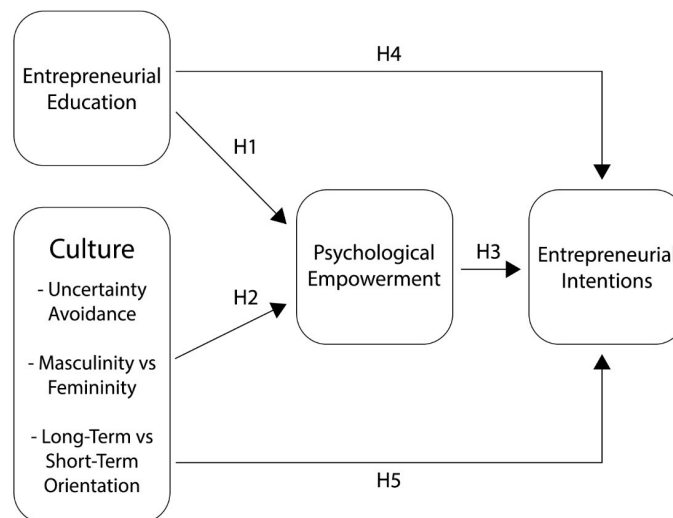 Entrepreneurial
Education
H4
H1
Culture
- Uncertainty
Avoidance
- Masculinity vs
Femininity
- Long-Term vs
Short-Term
Orientation
H2
Psychological
Empowerment
H3
Entrepreneurial
Intentions
H5